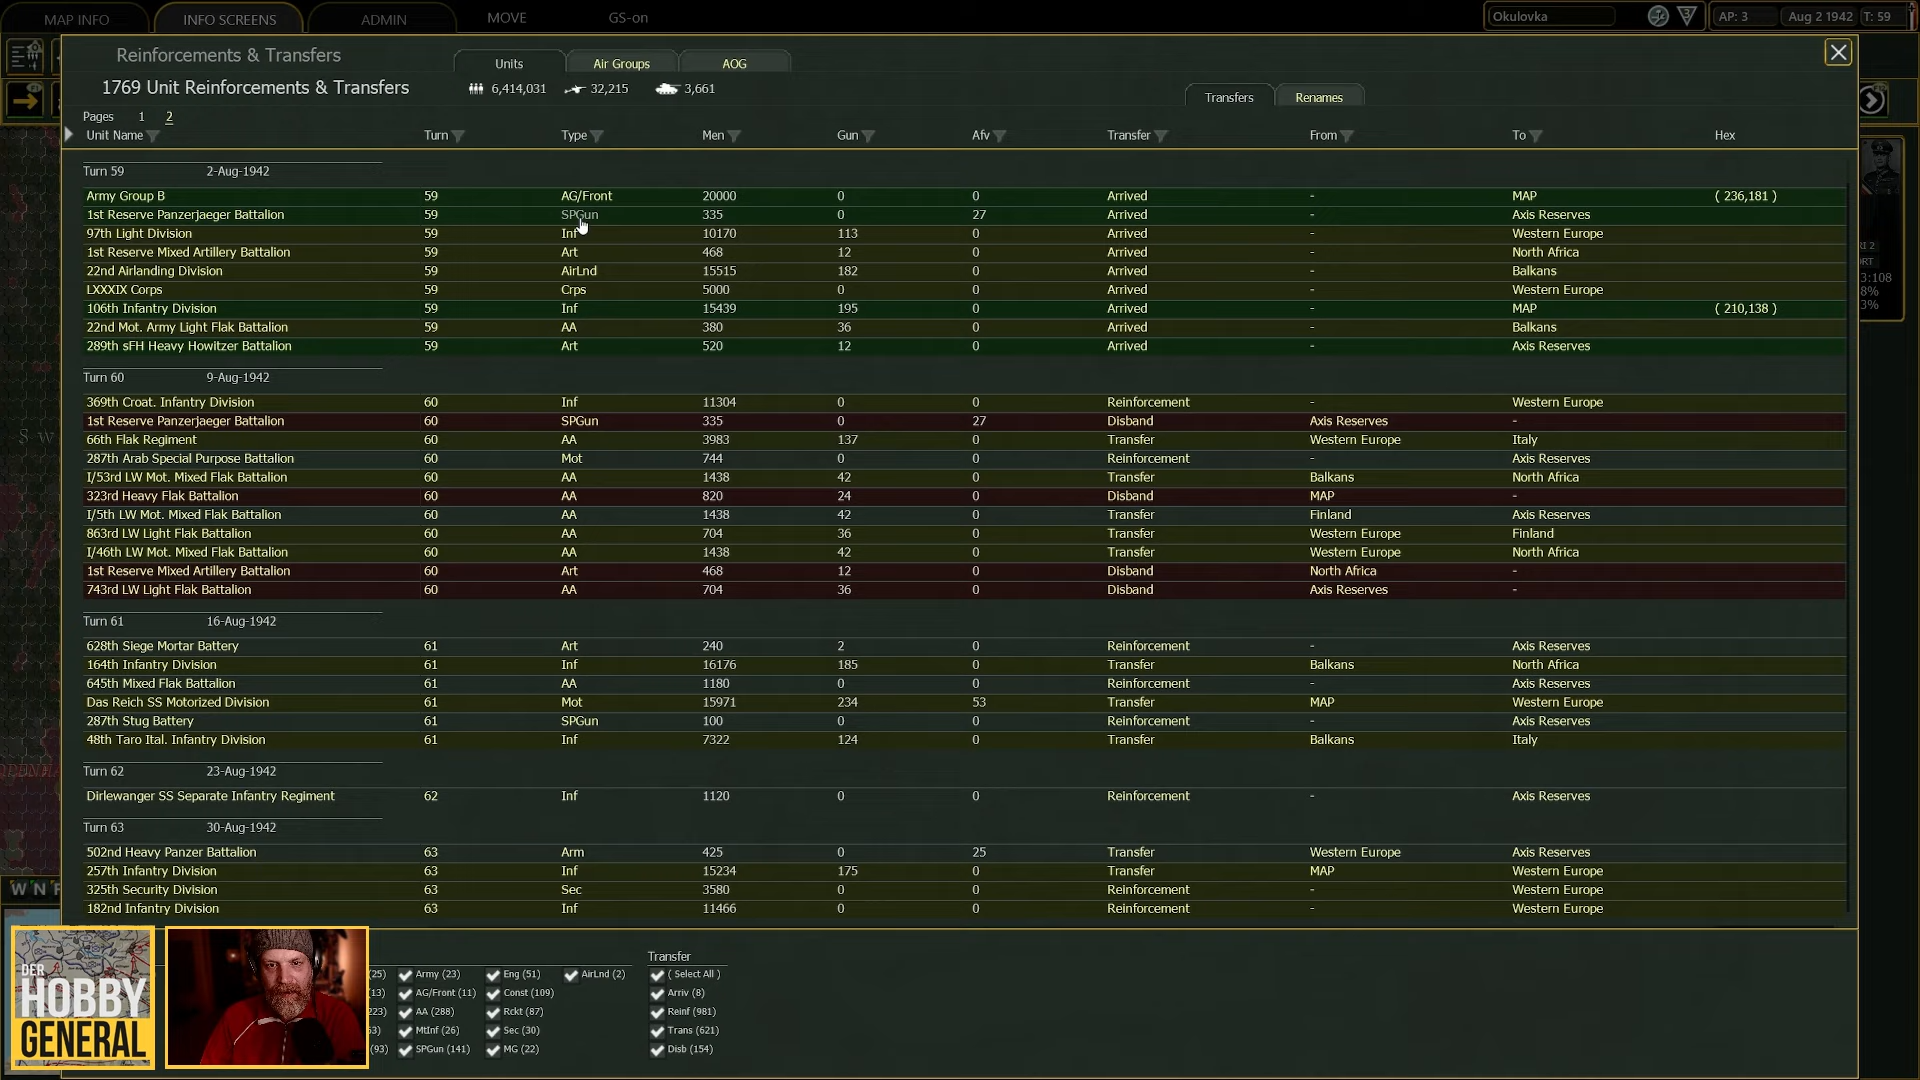 MAP INFO INFO SCREENS ADMIN MOVE GS-on Okulovka 3 AP: 3 Aug 2 1942 T: 59
Reinforcements & Transfers Units Air Groups AOG
1769 Unit Reinforcements & Transfers 6,414,031 32,215 3,661 Transfers Renames
Pages 1 2
Unit Name Turn Type Men Gun Afv Transfer From To Hex
Turn 59 2-Aug-1942
Army Group B 59 AG/Front 20000 0 0 Arrived - MAP ( 236,181 )
1st Reserve Panzerjaeger Battalion 59 SPGun 335 0 27 Arrived - Axis Reserves
97th Light Division 59 Inf 10170 113 0 Arrived - Western Europe
1st Reserve Mixed Artillery Battalion 59 Art 468 12 0 Arrived - North Africa
22nd Airlanding Division 59 AirLnd 15515 182 0 Arrived - Balkans
LXXXIX Corps 59 Crps 5000 0 0 Arrived - Western Europe
106th Infantry Division 59 Inf 15439 195 0 Arrived - MAP ( 210,138 )
22nd Mot. Army Light Flak Battalion 59 AA 380 36 0 Arrived - Balkans
289th sFH Heavy Howitzer Battalion 59 Art 520 12 0 Arrived - Axis Reserves
Turn 60 9-Aug-1942
369th Croat. Infantry Division 60 Inf 11304 0 0 Reinforcement - Western Europe
1st Reserve Panzerjaeger Battalion 60 SPGun 335 0 27 Disband Axis Reserves -
66th Flak Regiment 60 AA 3983 137 0 Transfer Western Europe Italy
287th Arab Special Purpose Battalion 60 Mot 744 0 0 Reinforcement - Axis Reserves
I/53rd LW Mot. Mixed Flak Battalion 60 AA 1438 42 0 Transfer Balkans North Africa
323rd Heavy Flak Battalion 60 AA 820 24 0 Disband MAP -
I/5th LW Mot. Mixed Flak Battalion 60 AA 1438 42 0 Transfer Finland Axis Reserves
863rd LW Light Flak Battalion 60 AA 704 36 0 Transfer Western Europe Finland
I/46th LW Mot. Mixed Flak Battalion 60 AA 1438 42 0 Transfer Western Europe North Africa
1st Reserve Mixed Artillery Battalion 60 Art 468 12 0 Disband North Africa -
743rd LW Light Flak Battalion 60 AA 704 36 0 Disband Axis Reserves -
Turn 61 16-Aug-1942
628th Siege Mortar Battery 61 Art 240 2 0 Reinforcement - Axis Reserves
164th Infantry Division 61 Inf 16176 185 0 Transfer Balkans North Africa
645th Mixed Flak Battalion 61 AA 1180 0 0 Reinforcement - Axis Reserves
Das Reich SS Motorized Division 61 Mot 15971 234 53 Transfer MAP Western Europe
287th Stug Battery 61 SPGun 100 0 0 Reinforcement - Axis Reserves
48th Taro Ital. Infantry Division 61 Inf 7322 124 0 Transfer Balkans Italy
Turn 62 23-Aug-1942
Dirlewanger SS Separate Infantry Regiment 62 Inf 1120 0 0 Reinforcement - Axis Reserves
Turn 63 30-Aug-1942
502nd Heavy Panzer Battalion 63 Arm 425 0 25 Transfer Western Europe Axis Reserves
257th Infantry Division 63 Inf 15234 175 0 Transfer MAP Western Europe
325th Security Division 63 Sec 3580 0 0 Reinforcement - Western Europe
182nd Infantry Division 63 Inf 11466 0 0 Reinforcement - Western Europe
Transfer
(25) Army (23) Eng (51) AirLnd (2) ( Select All )
(13) AG/Front (11) Const (109) Arriv (8)
AA (288) Rckt (87) Reinf (981)
MtInf (26) Sec (30) Trans (621)
(93) SPGun (141) MG (22) Disb (154)
DER
HOBBY
GENERAL